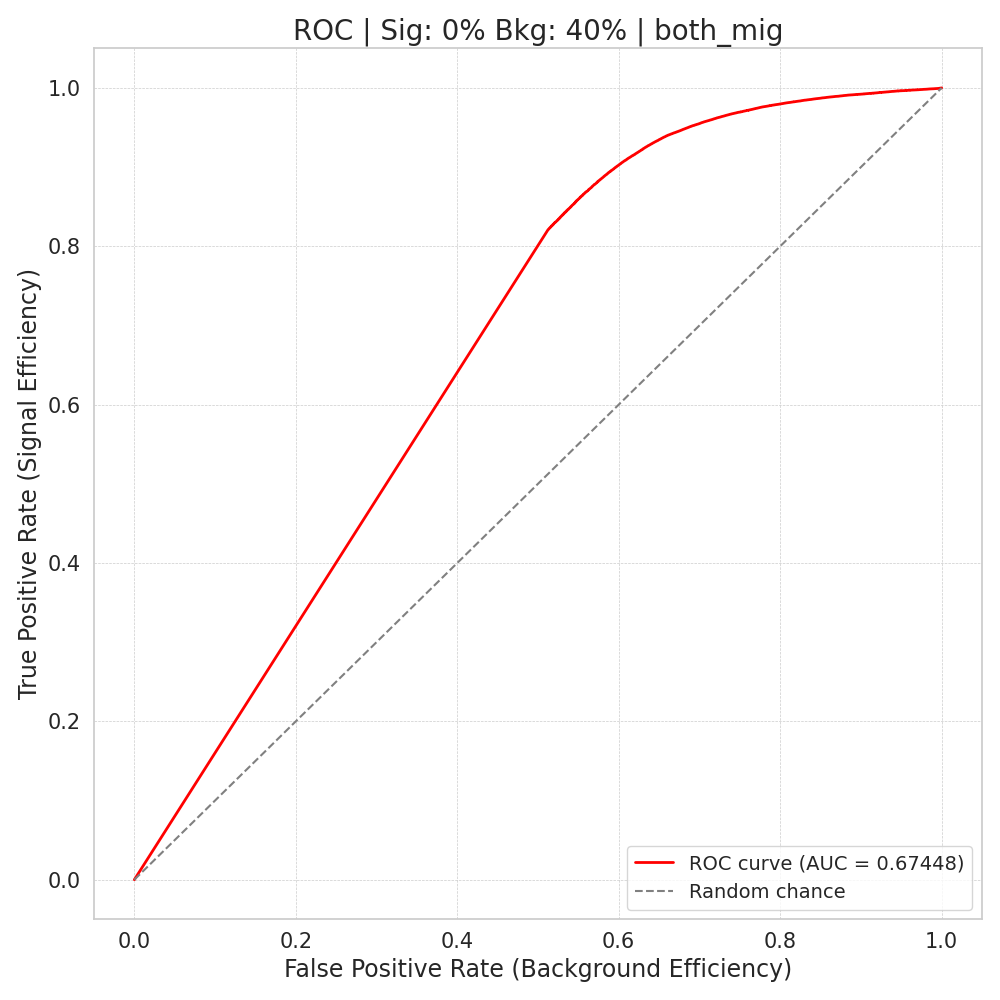 ROC | Sig: 0% Bkg: 40% | both_mig
True Positive Rate (Signal Efficiency)
1.0
0.8
0.6
0.4
0.2
0.0
0.0 0.2 0.4 0.6 0.8 1.0
False Positive Rate (Background Efficiency)
ROC curve (AUC = 0.67448)
Random chance